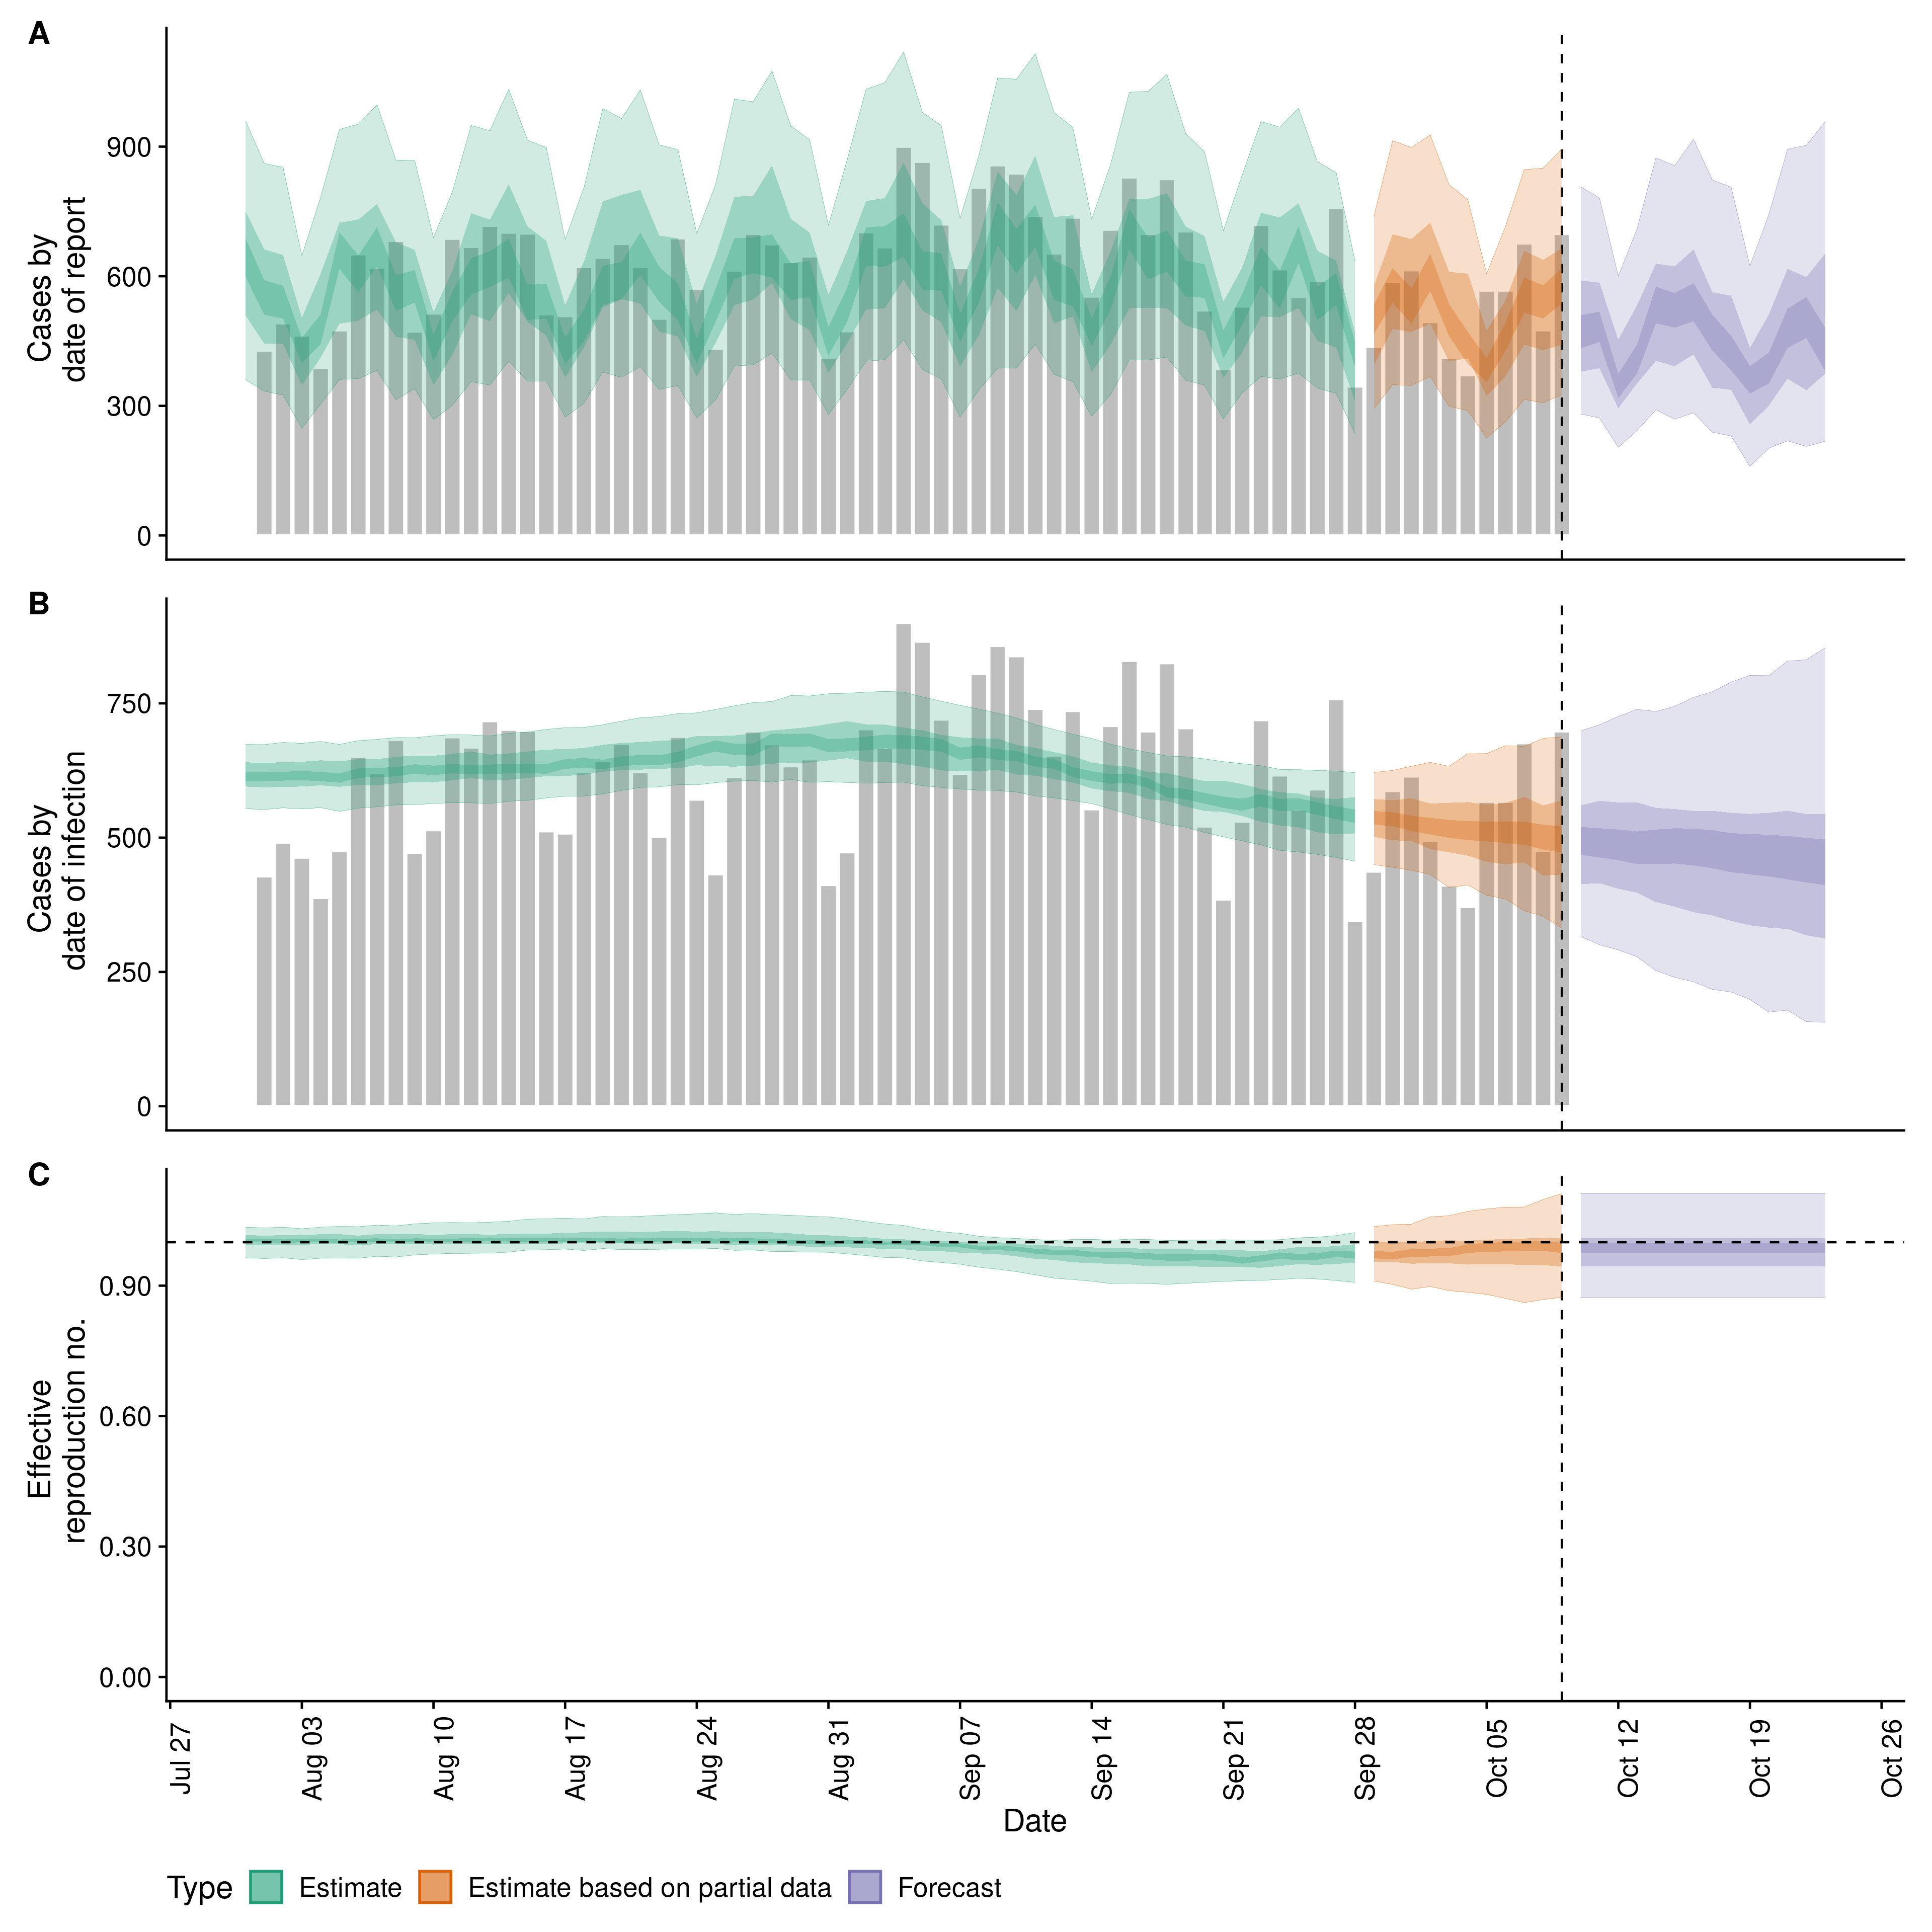 A
Cases by
date of report
900
600
300
0
B
Cases by
date of infection
750
500
250
0
C
Effective
reproduction no.
0.90
0.60
0.30
0.00
Jul 27
Aug 03
Aug 10
Aug 17
Aug 24
Aug 31
Sep 07
Sep 14
Sep 21
Sep 28
Oct 05
Oct 12
Oct 19
Oct 26
Date
Type Estimate Estimate based on partial data Forecast